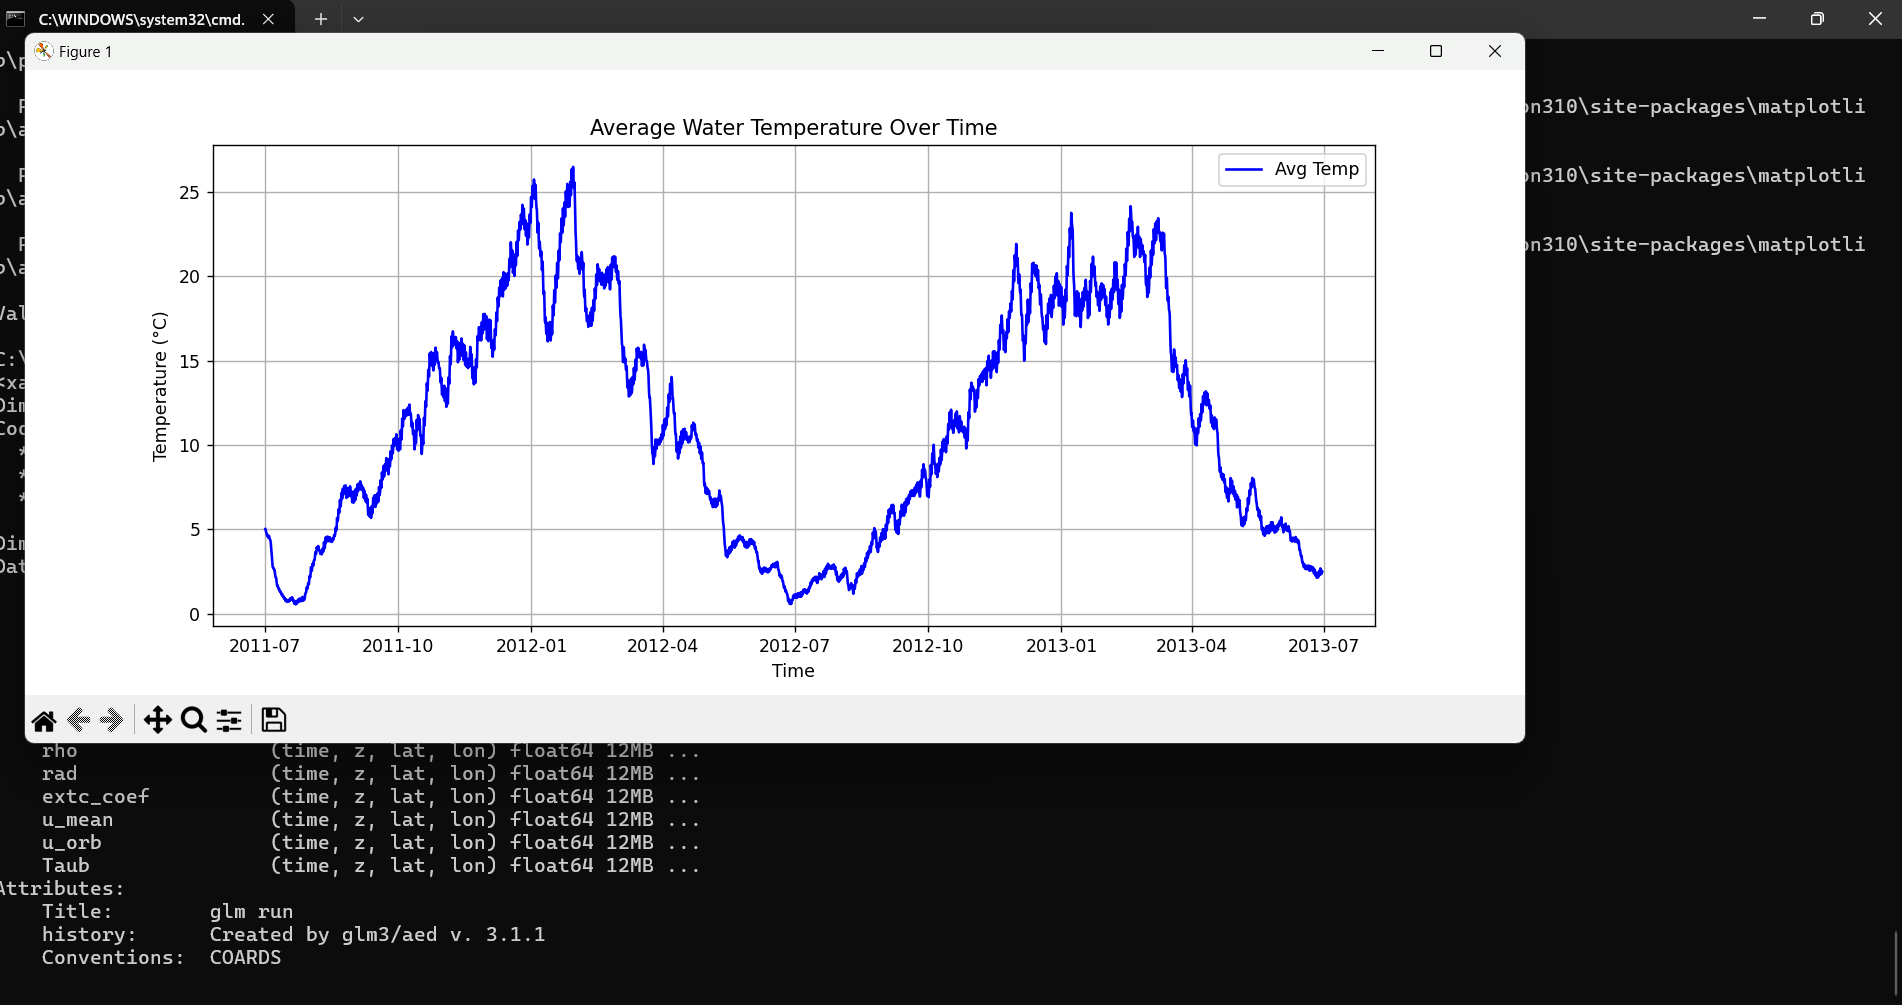 C:\WINDOWS\system32\cmd.
Figure 1
on310\site-packages\matplotli
on310\site-packages\matplotli
on310\site-packages\matplotli
Average Water Temperature Over Time
Avg Temp
Temperature (°C)
25
20
15
10
5
0
2011-07 2011-10 2012-01 2012-04 2012-07 2012-10 2013-01 2013-04 2013-07
Time
rho (time, z, lat, lon) float64 12MB ...
rad (time, z, lat, lon) float64 12MB ...
extc_coef (time, z, lat, lon) float64 12MB ...
u_mean (time, z, lat, lon) float64 12MB ...
u_orb (time, z, lat, lon) float64 12MB ...
Taub (time, z, lat, lon) float64 12MB ...
Attributes:
Title: glm run
history: Created by glm3/aed v. 3.1.1
Conventions: COARDS